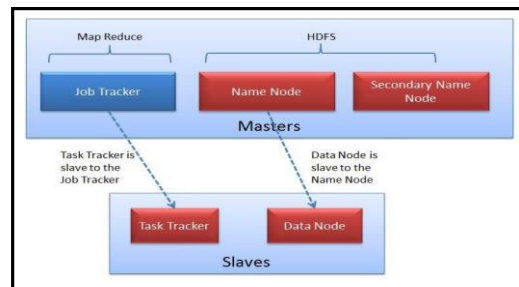 Map Reduce
HDFS
Job Tracker
Name Node
Secondary Name
Node
Masters
Task Tracker is
slave to the
Job Tracker
Data Node is
slave to the
Name Node
Task Tracker
Data Node
Slaves